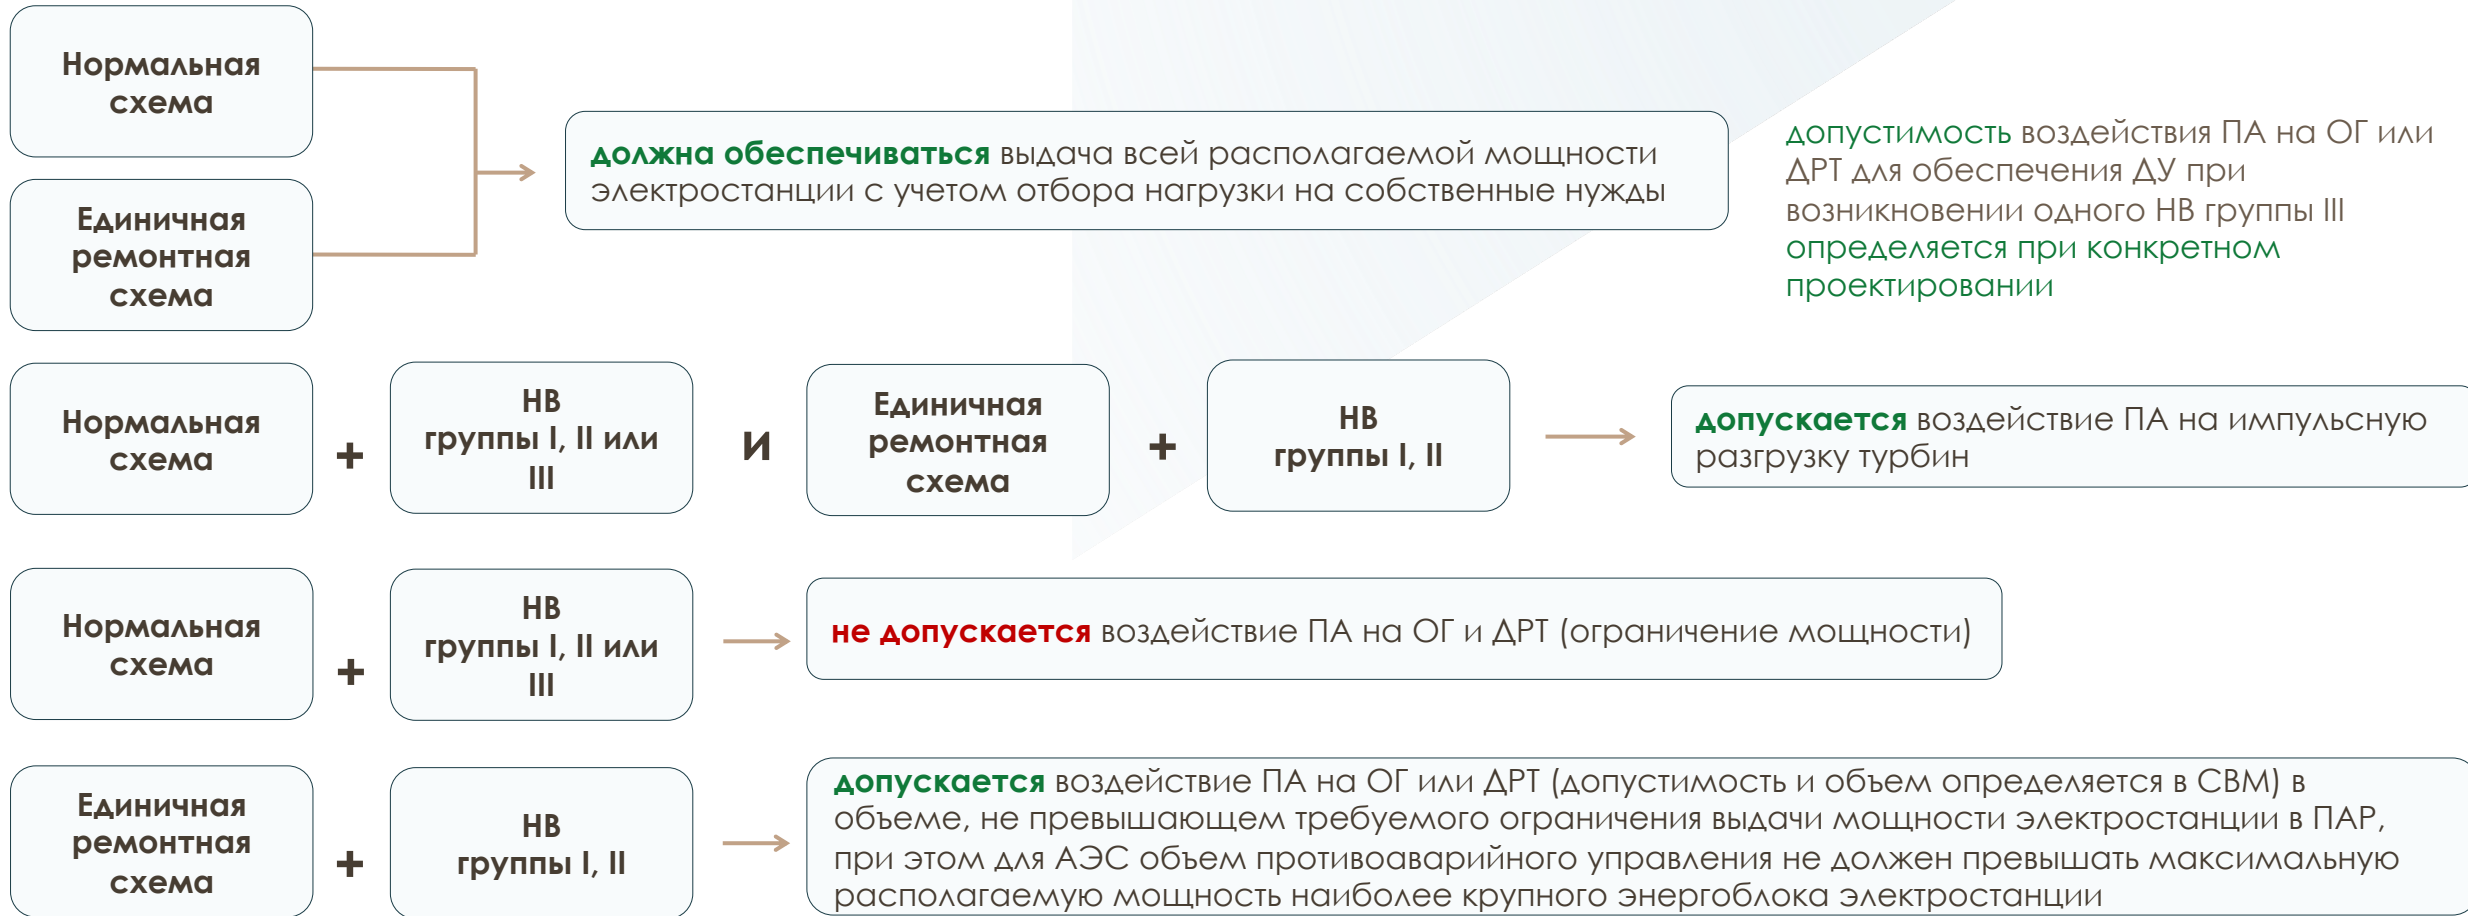 Нормальная
схема
Единичная
ремонтная
схема
должна обеспечиваться выдача всей располагаемой мощности
электростанции с учетом отбора нагрузки на собственные нужды
допустимость воздействия ПА на ОГ или
ДРТ для обеспечения ДУ при
возникновении одного НВ группы III
определяется при конкретном
проектировании
Нормальная
схема
+
НВ
группы I, II или
III
и
Единичная
ремонтная
схема
+
НВ
группы I, II
допускается воздействие ПА на импульсную
разгрузку турбин
Нормальная
схема
+
НВ
группы I, II или
III
не допускается воздействие ПА на ОГ и ДРТ (ограничение мощности)
Единичная
ремонтная
схема
+
НВ
группы I, II
допускается воздействие ПА на ОГ или ДРТ (допустимость и объем определяется в СВМ) в
объеме, не превышающем требуемого ограничения выдачи мощности электростанции в ПАР,
при этом для АЭС объем противоаварийного управления не должен превышать максимальную
располагаемую мощность наиболее крупного энергоблока электростанции